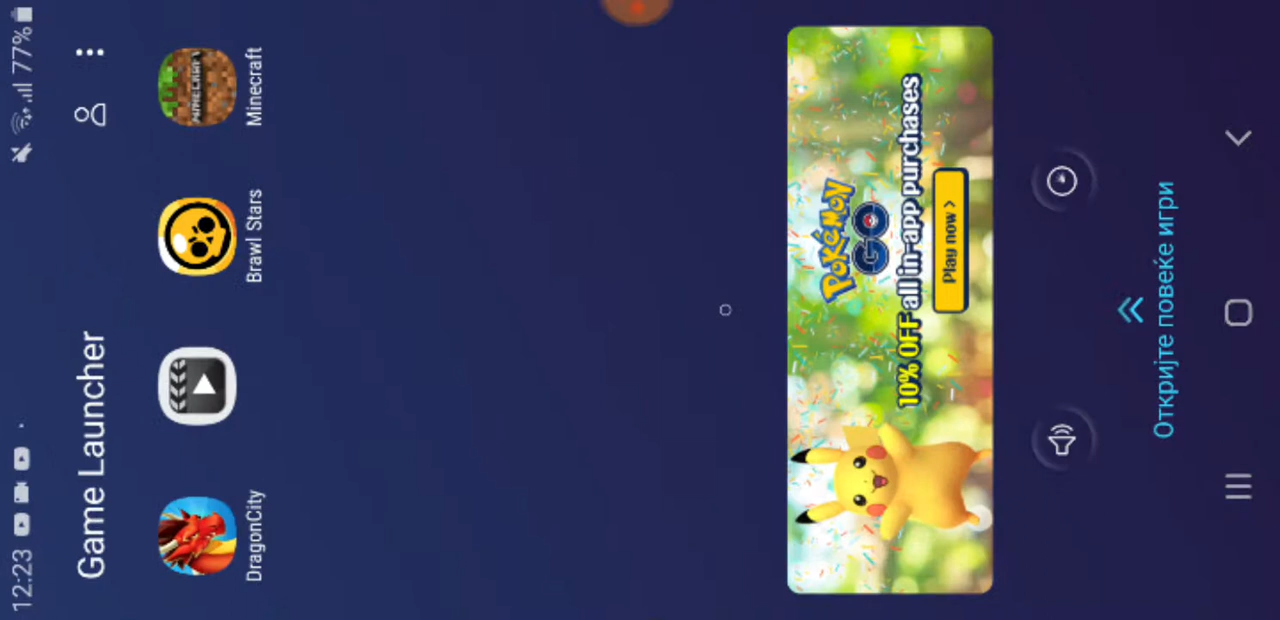 12:23
77%
Game Launcher
DragonCity
Brawl Stars
Minecraft
MINECRAFT
POKÉMON
GO
10% OFF all in-app purchases
Play now >
Откријте повеќе игри